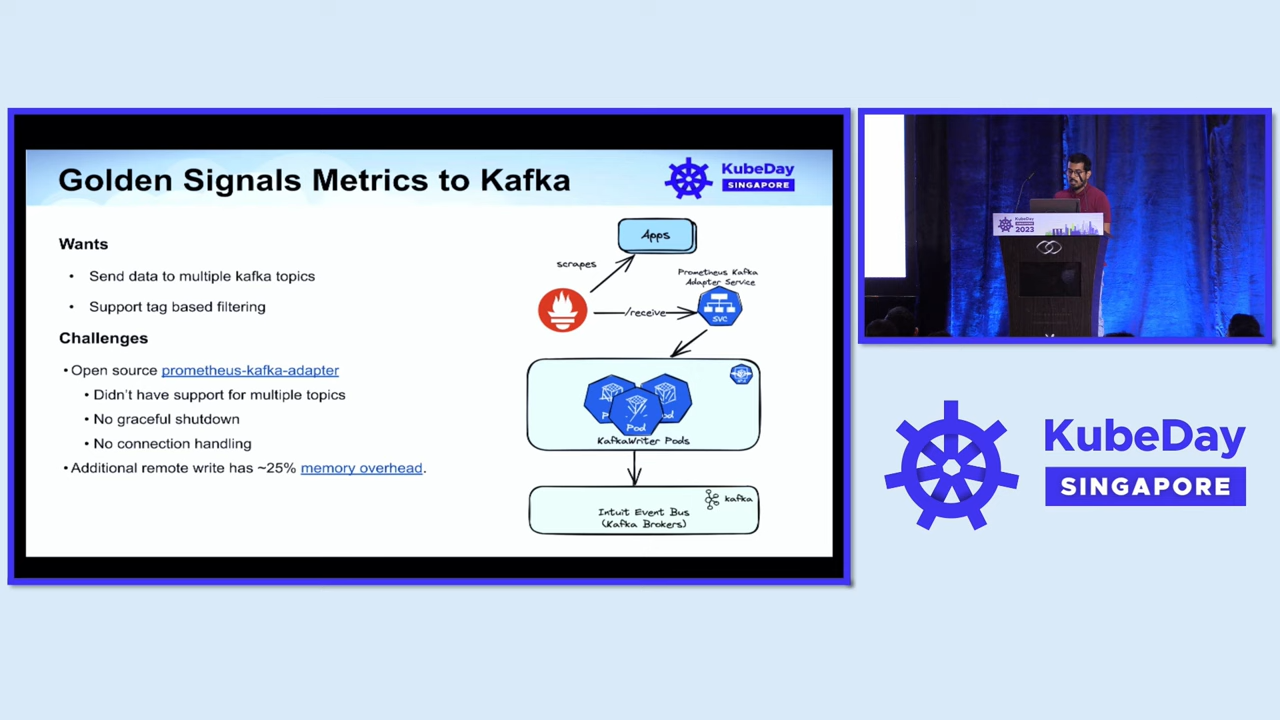 Golden Signals Metrics to Kafka
KubeDay
SINGAPORE
Wants
• Send data to multiple kafka topics
• Support tag based filtering
Challenges
• Open source prometheus-kafka-adapter
• Didn't have support for multiple topics
• No graceful shutdown
• No connection handling
• Additional remote write has ~25% memory overhead.
Apps
scrapes
Prometheus Kafka
Adapter Service
/receive
svc
Pod
KafkaWriter Pods
kafka
Intuit Event Bus
(Kafka Brokers)
KubeDay
SINGAPORE
2023
KubeDay
SINGAPORE